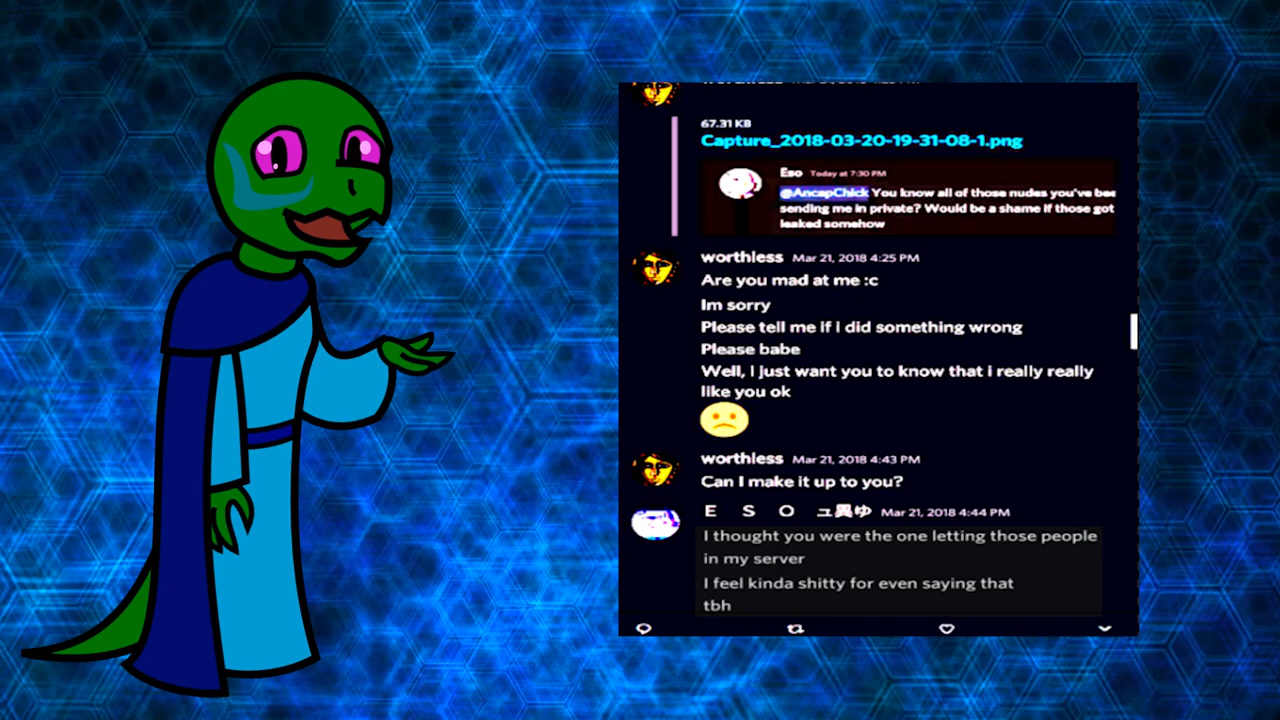 67.31 KB
Capture_2018-03-20-19-31-08-1.png
Eso Today at 7:30 PM
@AncapChick You know all of those nudes you've bee
sending me in private? Would be a shame if those got
leaked somehow
worthless Mar 21, 2018 4:25 PM
Are you mad at me :c
Im sorry
Please tell me if i did something wrong
Please babe
Well, i just want you to know that i really really
like you ok
worthless Mar 21, 2018 4:43 PM
Can I make it up to you?
E S O ュ異ゆ Mar 21, 2018 4:44 PM
I thought you were the one letting those people
in my server
I feel kinda shitty for even saying that
tbh